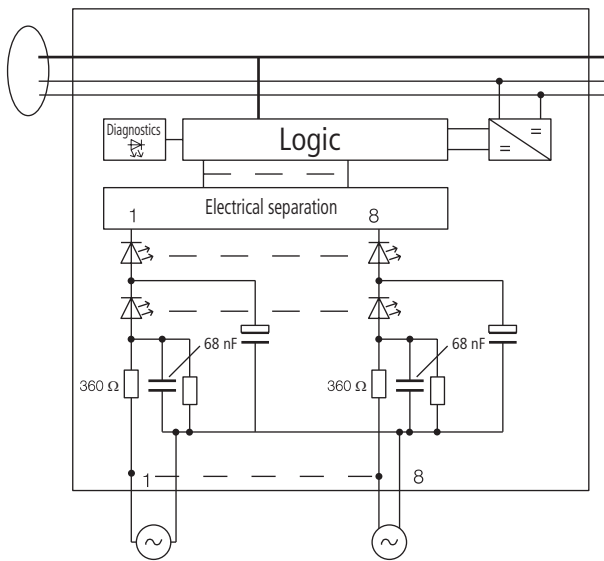 Diagnostics
Logic
=
=
Electrical separation
1
8
68 nF
68 nF
360 Ω
360 Ω
1
8
~
~